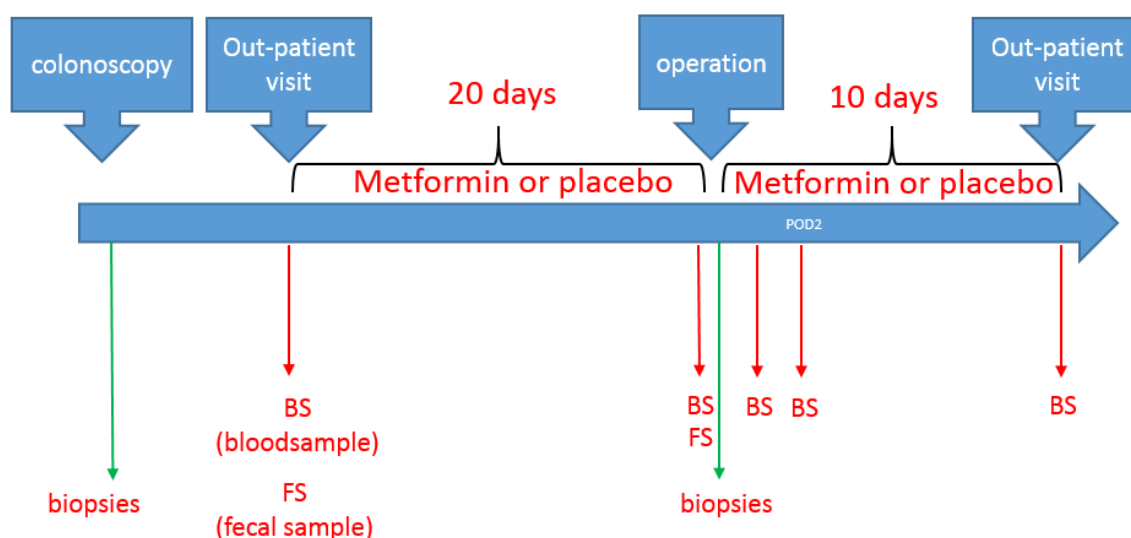 colonoscopy
Out-patient
visit
operation
Out-patient
visit
20 days
10 days
Metformin or placebo
Metformin or placebo
POD2
BS
(bloodsample)
FS
(fecal sample)
BS
FS
BS
BS
BS
biopsies
biopsies